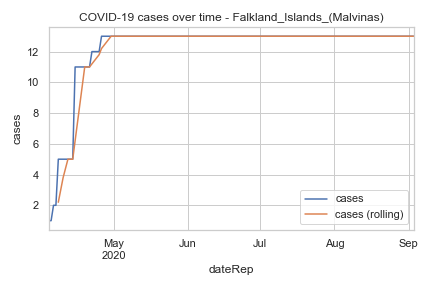 COVID-19 cases over time - Falkland_Islands_(Malvinas)
12
10
8
6
4
2
cases
May
2020
Jun
Jul
Aug
Sep
dateRep
cases
cases (rolling)